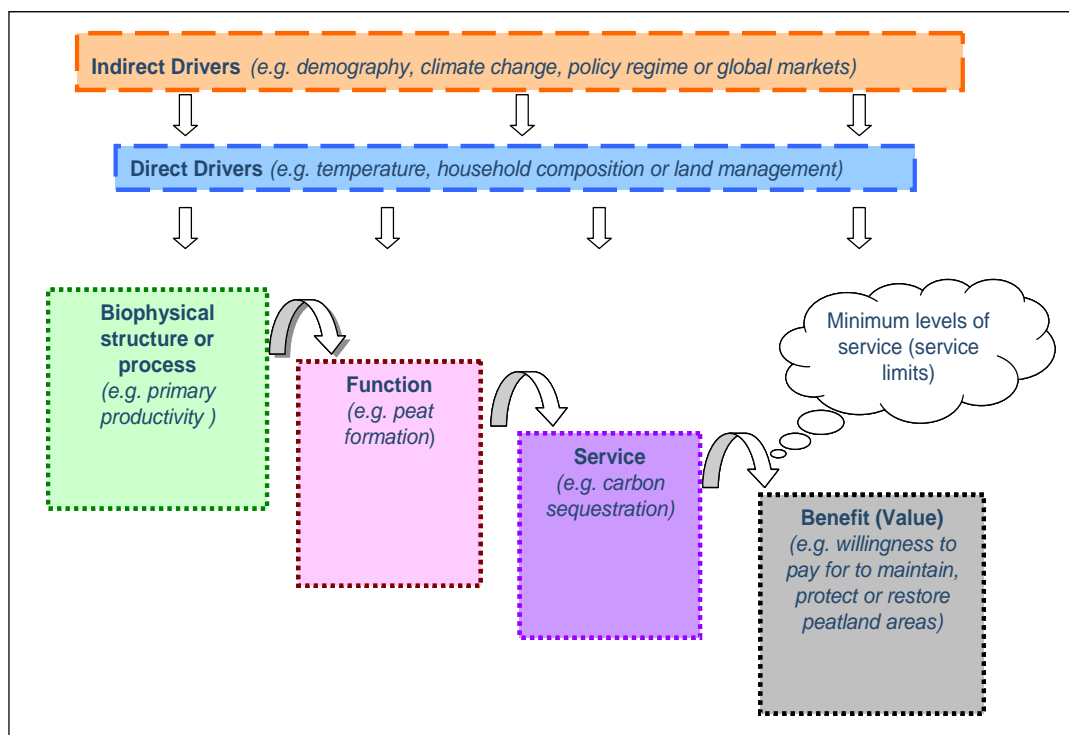 Indirect Drivers (e.g. demography, climate change, policy regime or global markets)
Direct Drivers (e.g. temperature, household composition or land management)
Biophysical
structure or
process
(e.g. primary
productivity )
Function
(e.g. peat
formation)
Service
(e.g. carbon
sequestration)
Minimum levels of
service (service
limits)
Benefit (Value)
(e.g. willingness to
pay for to maintain,
protect or restore
peatland areas)